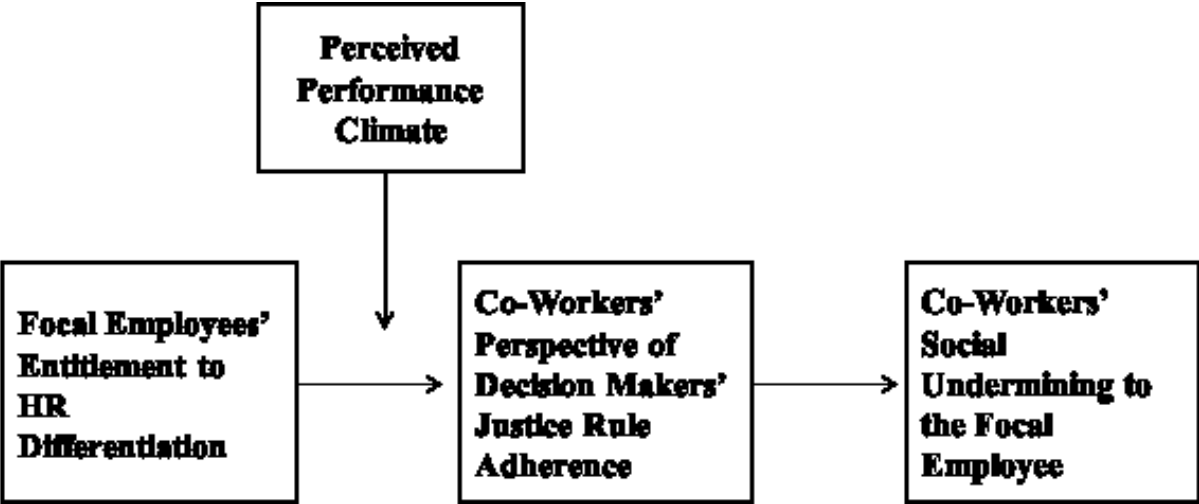 Perceived
Performance
Climate
Focal Employees’
Entitlement to
HR
Differentiation
Co-Workers’
Perspective of
Decision Makers’
Justice Rule
Adherence
Co-Workers’
Social
Undermining to
the Focal
Employee